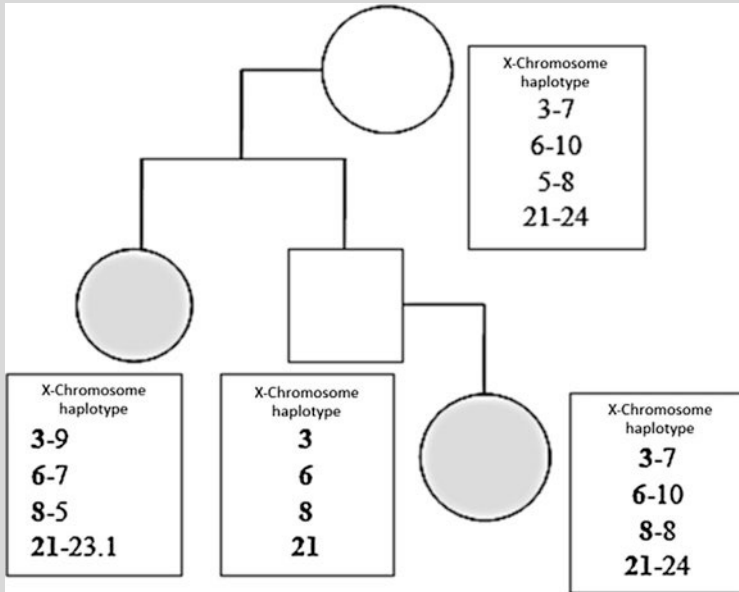 X-Chromosome
haplotype
3-7
6-10
5-8
21-24
X-Chromosome
haplotype
3-9
6-7
8-5
21-23.1
X-Chromosome
haplotype
3
6
8
21
X-Chromosome
haplotype
3-7
6-10
8-8
21-24